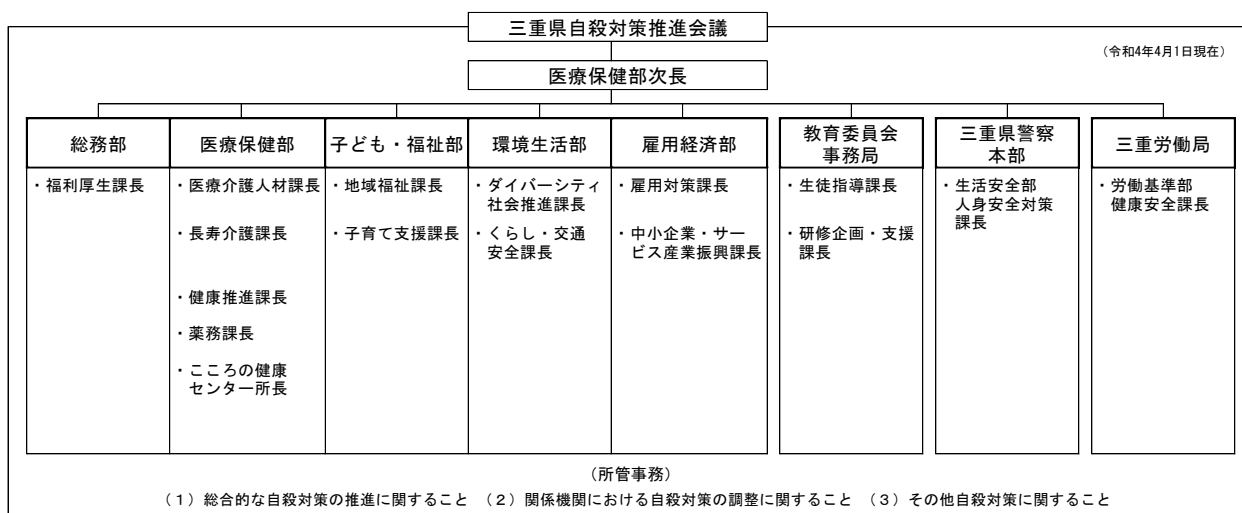 三重県自殺対策推進会議
（令和4年4月1日現在）
医療保健部次長
総務部
・福利厚生課長
医療保健部
・医療介護人材課長
・長寿介護課長
・健康推進課長
・薬務課長
・こころの健康
センター所長
子ども・福祉部
・地域福祉課長
・子育て支援課長
環境生活部
・ダイバーシティ
社会推進課長
・くらし・交通
安全課長
雇用経済部
・雇用対策課長
・中小企業・サー
ビス産業振興課長
教育委員会
事務局
・生徒指導課長
・研修企画・支援
課長
三重県警察
本部
・生活安全部
人身安全対策
課長
三重労働局
・労働基準部
健康安全課長
（所管事務）
（１）総合的な自殺対策の推進に関すること （２）関係機関における自殺対策の調整に関すること （３）その他自殺対策に関すること